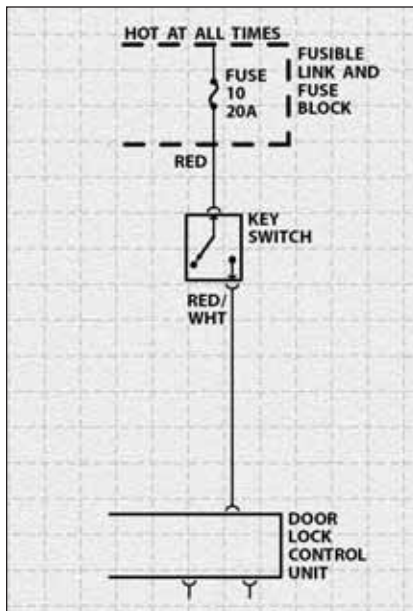 HOT AT ALL TIMES
FUSIBLE
LINK AND
FUSE
BLOCK
FUSE
10
20A
RED
KEY
SWITCH
RED/
WHT
DOOR
LOCK
CONTROL
UNIT